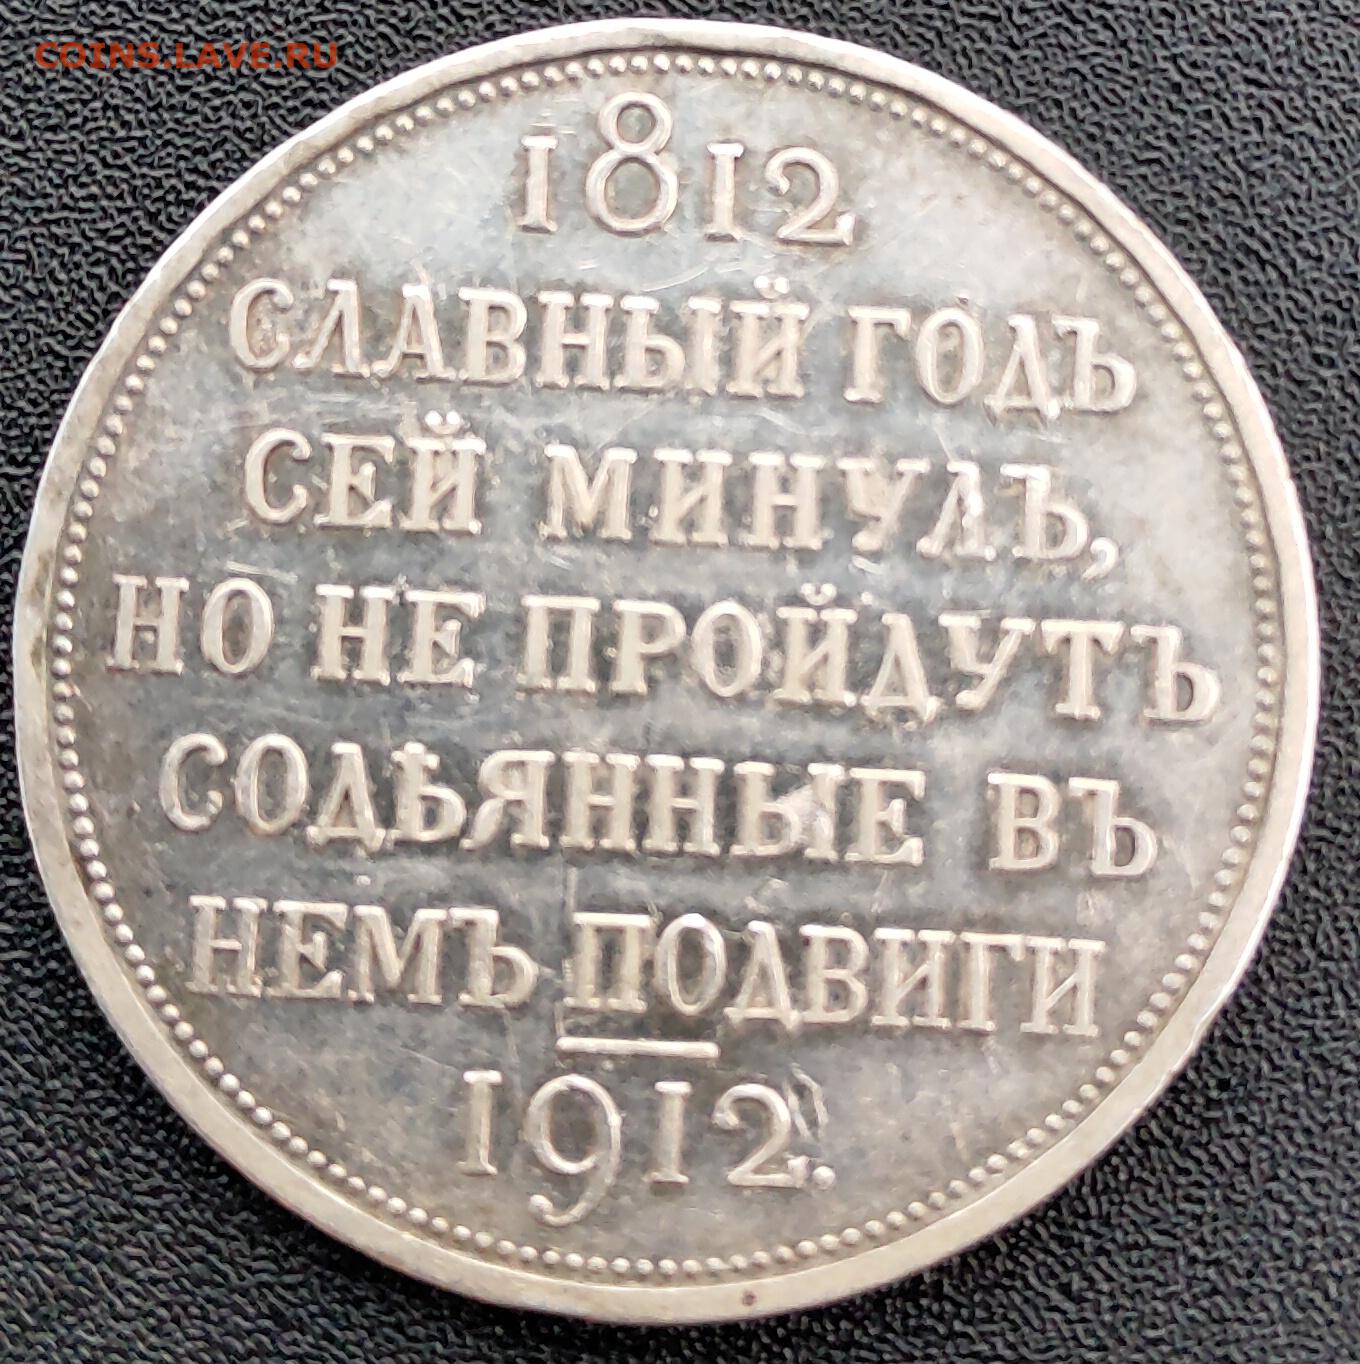 COINS.LAVE.RU
1812
СЛАВНЫЙ ГОДЪ
СЕЙ МИНУЛЪ,
НО НЕ ПРОЙДУТЪ
СОДѢЯННЫЕ ВЪ
НЕМЪ ПОДВИГИ
1912.